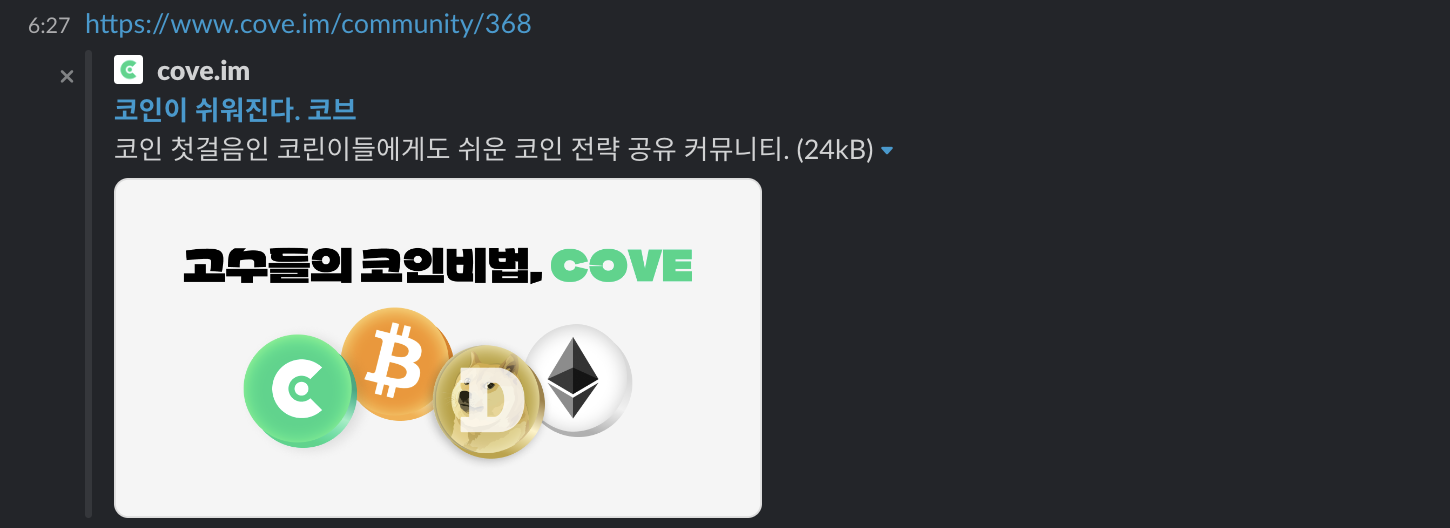 6:27 https://www.cove.im/community/368
cove.im
코인이 쉬워진다. 코브
코인 첫걸음인 코린이들에게도 쉬운 코인 전략 공유 커뮤니티. (24kB)
고수들의 코인비법, COVE